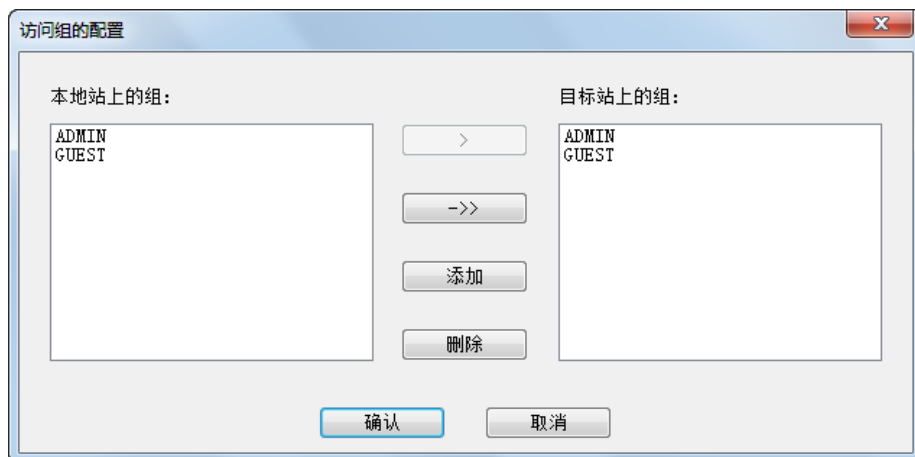 访问组的配置
本地站上的组：
目标站上的组：
ADMIN
GUEST
>
->>
添加
删除
ADMIN
GUEST
确认
取消